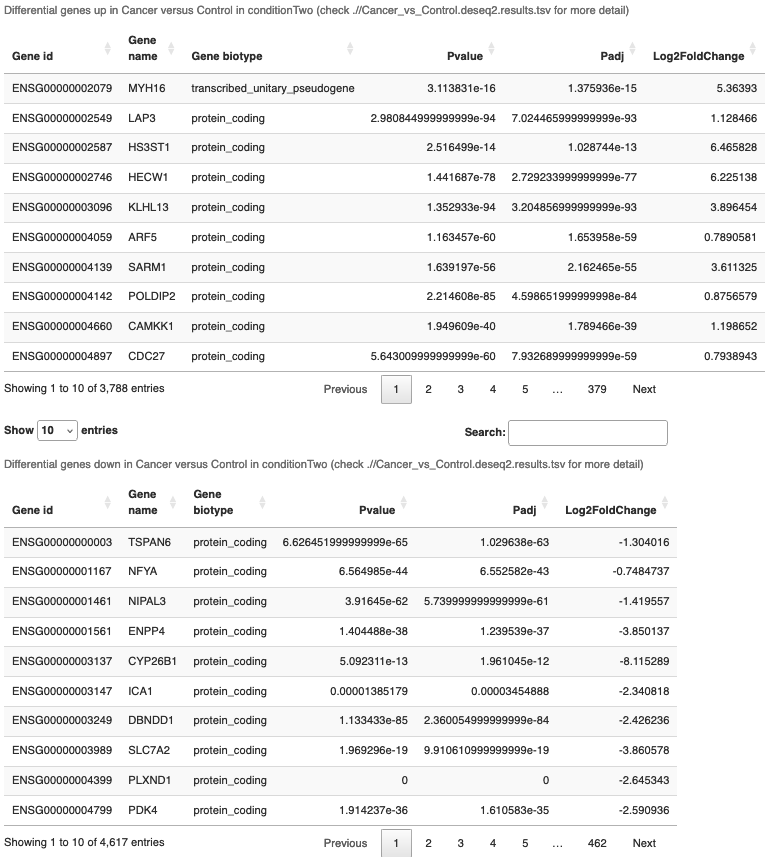 Differential genes up in Cancer versus Control in conditionTwo (check .//Cancer_vs_Control.deseq2.results.tsv for more detail)
Gene id Gene name Gene biotype Pvalue Padj Log2FoldChange
ENSG00000002079 MYH16 transcribed_unitary_pseudogene 3.113831e-16 1.375936e-15 5.36393
ENSG00000002549 LAP3 protein_coding 2.980844999999999e-94 7.024465999999999e-93 1.128466
ENSG00000002587 HS3ST1 protein_coding 2.516499e-14 1.028744e-13 6.465828
ENSG00000002746 HECW1 protein_coding 1.441687e-78 2.729233999999999e-77 6.225138
ENSG00000003096 KLHL13 protein_coding 1.352933e-94 3.204856999999999e-93 3.896454
ENSG00000004059 ARF5 protein_coding 1.163457e-60 1.653958e-59 0.7890581
ENSG00000004139 SARM1 protein_coding 1.639197e-56 2.162465e-55 3.611325
ENSG00000004142 POLDIP2 protein_coding 2.214608e-85 4.598651999999998e-84 0.8756579
ENSG00000004660 CAMKK1 protein_coding 1.949609e-40 1.789466e-39 1.198652
ENSG00000004897 CDC27 protein_coding 5.643009999999999e-60 7.932689999999999e-59 0.7938943
Showing 1 to 10 of 3,788 entries Previous 1 2 3 4 5 … 379 Next
Show 10 entries Search:
Differential genes down in Cancer versus Control in conditionTwo (check .//Cancer_vs_Control.deseq2.results.tsv for more detail)
Gene id Gene name Gene biotype Pvalue Padj Log2FoldChange
ENSG00000000003 TSPAN6 protein_coding 6.626451999999999e-65 1.029638e-63 -1.304016
ENSG00000001167 NFYA protein_coding 6.564985e-44 6.552582e-43 -0.7484737
ENSG00000001461 NIPAL3 protein_coding 3.91645e-62 5.739999999999999e-61 -1.419557
ENSG00000001561 ENPP4 protein_coding 1.404488e-38 1.239539e-37 -3.850137
ENSG00000003137 CYP26B1 protein_coding 5.092311e-13 1.961045e-12 -8.115289
ENSG00000003147 ICA1 protein_coding 0.00001385179 0.00003454888 -2.340818
ENSG00000003249 DBNDD1 protein_coding 1.133433e-85 2.360054999999999e-84 -2.426236
ENSG00000003989 SLC7A2 protein_coding 1.969296e-19 9.910610999999999e-19 -3.860578
ENSG00000004399 PLXND1 protein_coding 0 0 -2.645343
ENSG00000004799 PDK4 protein_coding 1.914237e-36 1.610583e-35 -2.590936
Showing 1 to 10 of 4,617 entries Previous 1 2 3 4 5 … 462 Next